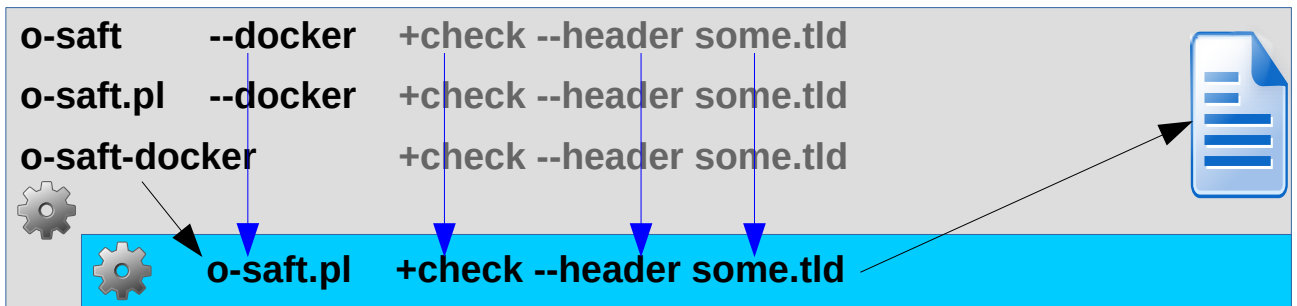 o-saft --docker +check --header some.tld
o-saft.pl --docker +check --header some.tld
o-saft-docker +check --header some.tld
o-saft.pl +check --header some.tld